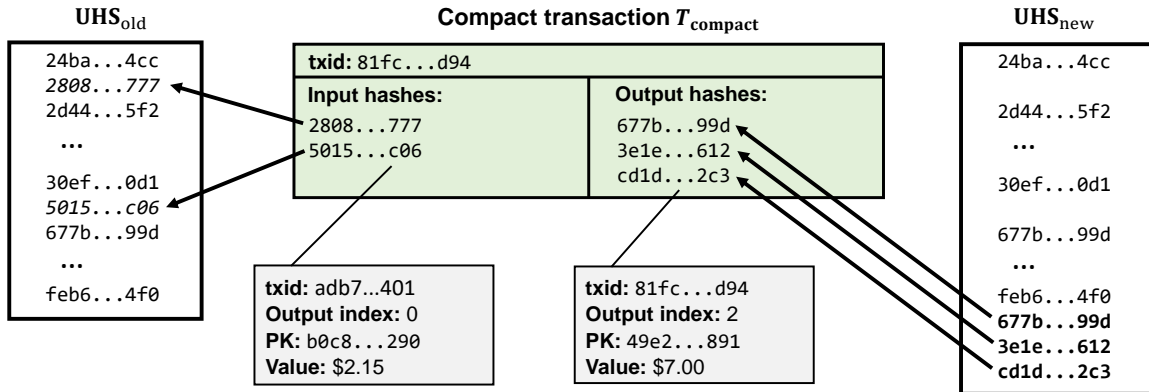 UHSold
24ba...4cc
2808...777
2d44...5f2
...
30ef...0d1
5015...c06
677b...99d
...
feb6...4f0
Compact transaction Tcompact
txid: 81fc...d94
Input hashes:
2808...777
5015...c06
Output hashes:
677b...99d
3e1e...612
cd1d...2c3
txid: adb7...401
Output index: 0
PK: b0c8...290
Value: $2.15
txid: 81fc...d94
Output index: 2
PK: 49e2...891
Value: $7.00
UHSnew
24ba...4cc
2d44...5f2
...
30ef...0d1
677b...99d
...
feb6...4f0
677b...99d
3e1e...612
cd1d...2c3